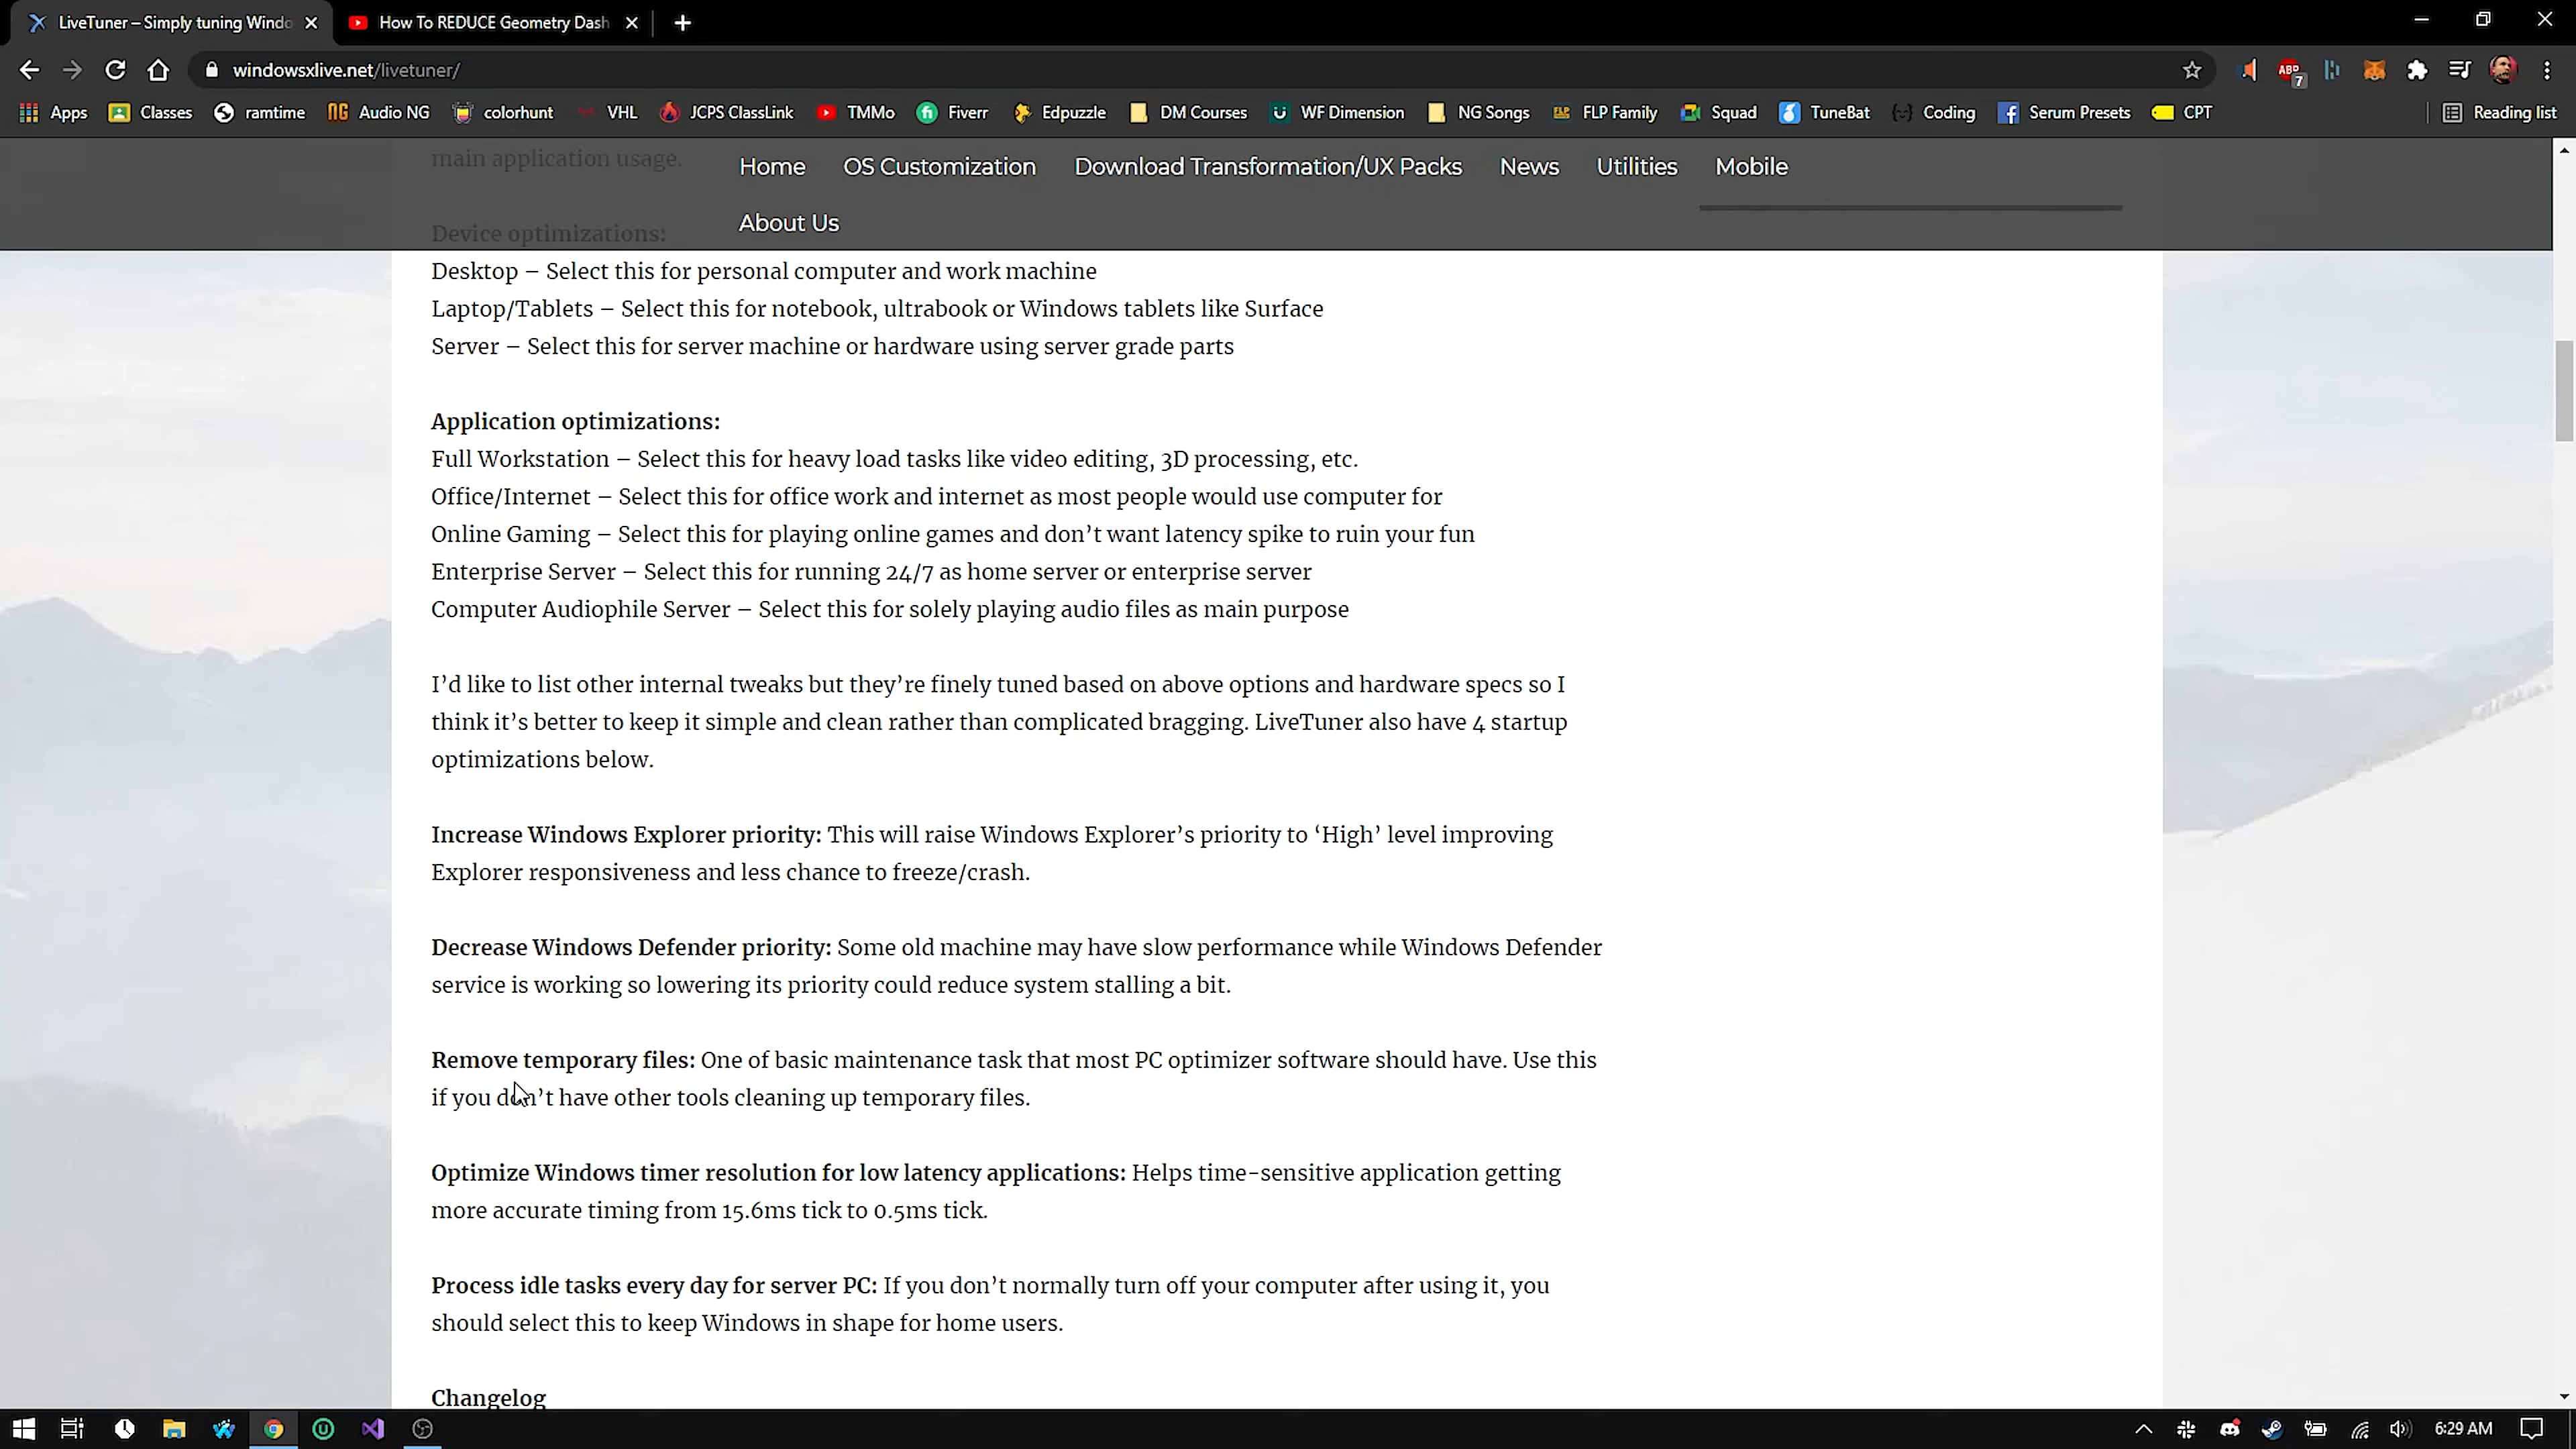 LiveTuner – Simply tuning Windo
How To REDUCE Geometry Dash
windowsxlive.net/livetuner/
ABP
7
Apps Classes ramtime Audio NG colorhunt VHL JCPS ClassLink TMMo Fiverr Edpuzzle DM Courses WF Dimension NG Songs FLP Family Squad TuneBat Coding Serum Presets CPT Reading list
main application usage.
Home OS Customization Download Transformation/UX Packs News Utilities Mobile
About Us
Device optimizations:
Desktop – Select this for personal computer and work machine
Laptop/Tablets – Select this for notebook, ultrabook or Windows tablets like Surface
Server – Select this for server machine or hardware using server grade parts
Application optimizations:
Full Workstation – Select this for heavy load tasks like video editing, 3D processing, etc.
Office/Internet – Select this for office work and internet as most people would use computer for
Online Gaming – Select this for playing online games and don’t want latency spike to ruin your fun
Enterprise Server – Select this for running 24/7 as home server or enterprise server
Computer Audiophile Server – Select this for solely playing audio files as main purpose
I’d like to list other internal tweaks but they’re finely tuned based on above options and hardware specs so I
think it’s better to keep it simple and clean rather than complicated bragging. LiveTuner also have 4 startup
optimizations below.
Increase Windows Explorer priority: This will raise Windows Explorer’s priority to ‘High’ level improving
Explorer responsiveness and less chance to freeze/crash.
Decrease Windows Defender priority: Some old machine may have slow performance while Windows Defender
service is working so lowering its priority could reduce system stalling a bit.
Remove temporary files: One of basic maintenance task that most PC optimizer software should have. Use this
if you don’t have other tools cleaning up temporary files.
Optimize Windows timer resolution for low latency applications: Helps time-sensitive application getting
more accurate timing from 15.6ms tick to 0.5ms tick.
Process idle tasks every day for server PC: If you don’t normally turn off your computer after using it, you
should select this to keep Windows in shape for home users.
Changelog
6:29 AM